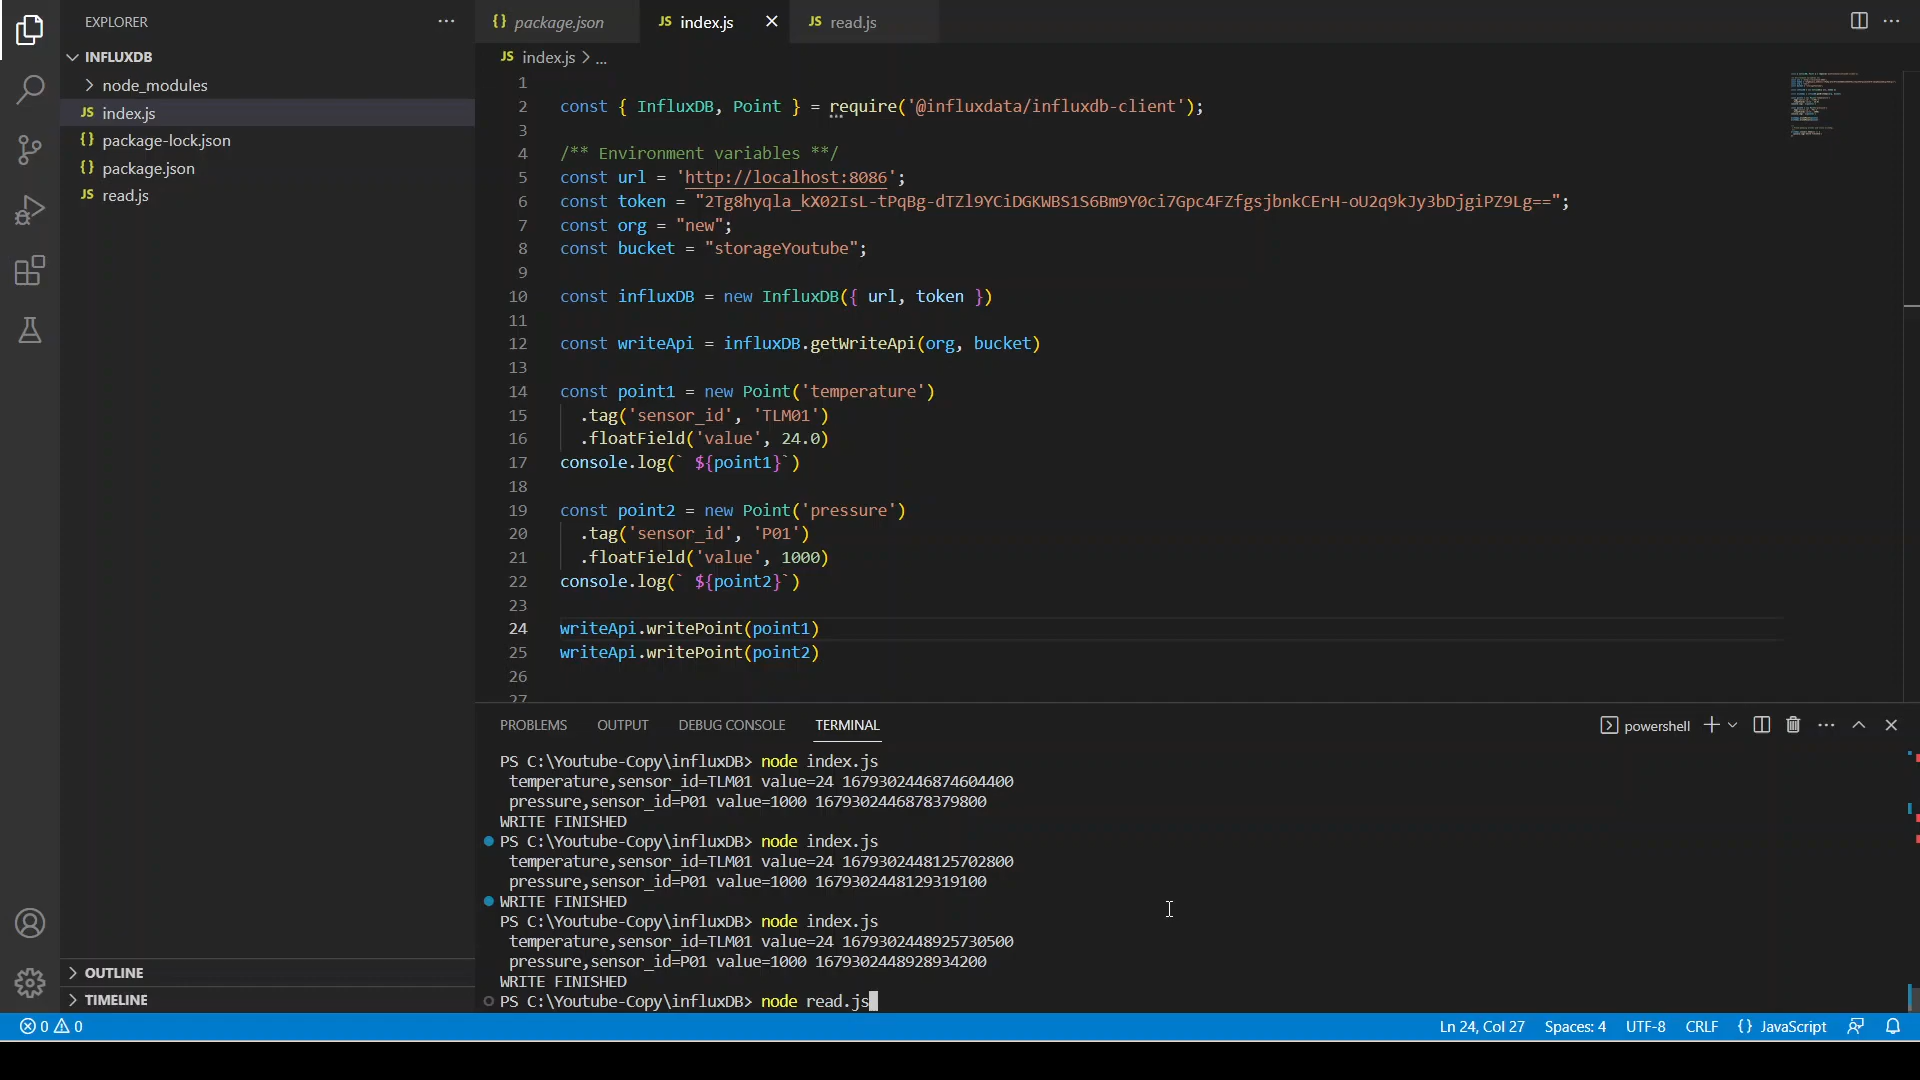 EXPLORER
INFLUXDB
node_modules
JS index.js
{} package-lock.json
{} package.json
JS read.js
OUTLINE
TIMELINE
{} package.json
JS index.js
JS read.js
JS index.js > ...
1
2 const { InfluxDB, Point } = require('@influxdata/influxdb-client');
3
4 /** Environment variables **/
5 const url = 'http://localhost:8086';
6 const token = "2Tg8hyqla_kX02IsL-tPqBg-dTZl9YCiDGKWBS1S6Bm9Y0ci7Gpc4FZfgsjbnkCErH-oU2q9kJy3bDjgiPZ9Lg==";
7 const org = "new";
8 const bucket = "storageYoutube";
9
10 const influxDB = new InfluxDB({ url, token })
11
12 const writeApi = influxDB.getWriteApi(org, bucket)
13
14 const point1 = new Point('temperature')
15 .tag('sensor_id', 'TLM01')
16 .floatField('value', 24.0)
17 console.log(` ${point1}`)
18
19 const point2 = new Point('pressure')
20 .tag('sensor_id', 'P01')
21 .floatField('value', 1000)
22 console.log(` ${point2}`)
23
24 writeApi.writePoint(point1)
25 writeApi.writePoint(point2)
26
27
PROBLEMS OUTPUT DEBUG CONSOLE TERMINAL
powershell
PS C:\Youtube-Copy\influxDB> node index.js
temperature,sensor_id=TLM01 value=24 1679302446874604400
pressure,sensor_id=P01 value=1000 1679302446878379800
WRITE FINISHED
PS C:\Youtube-Copy\influxDB> node index.js
temperature,sensor_id=TLM01 value=24 1679302448125702800
pressure,sensor_id=P01 value=1000 1679302448129319100
WRITE FINISHED
PS C:\Youtube-Copy\influxDB> node index.js
temperature,sensor_id=TLM01 value=24 1679302448925730500
pressure,sensor_id=P01 value=1000 1679302448928934200
WRITE FINISHED
PS C:\Youtube-Copy\influxDB> node read.js
0 0
Ln 24, Col 27 Spaces: 4 UTF-8 CRLF {} JavaScript